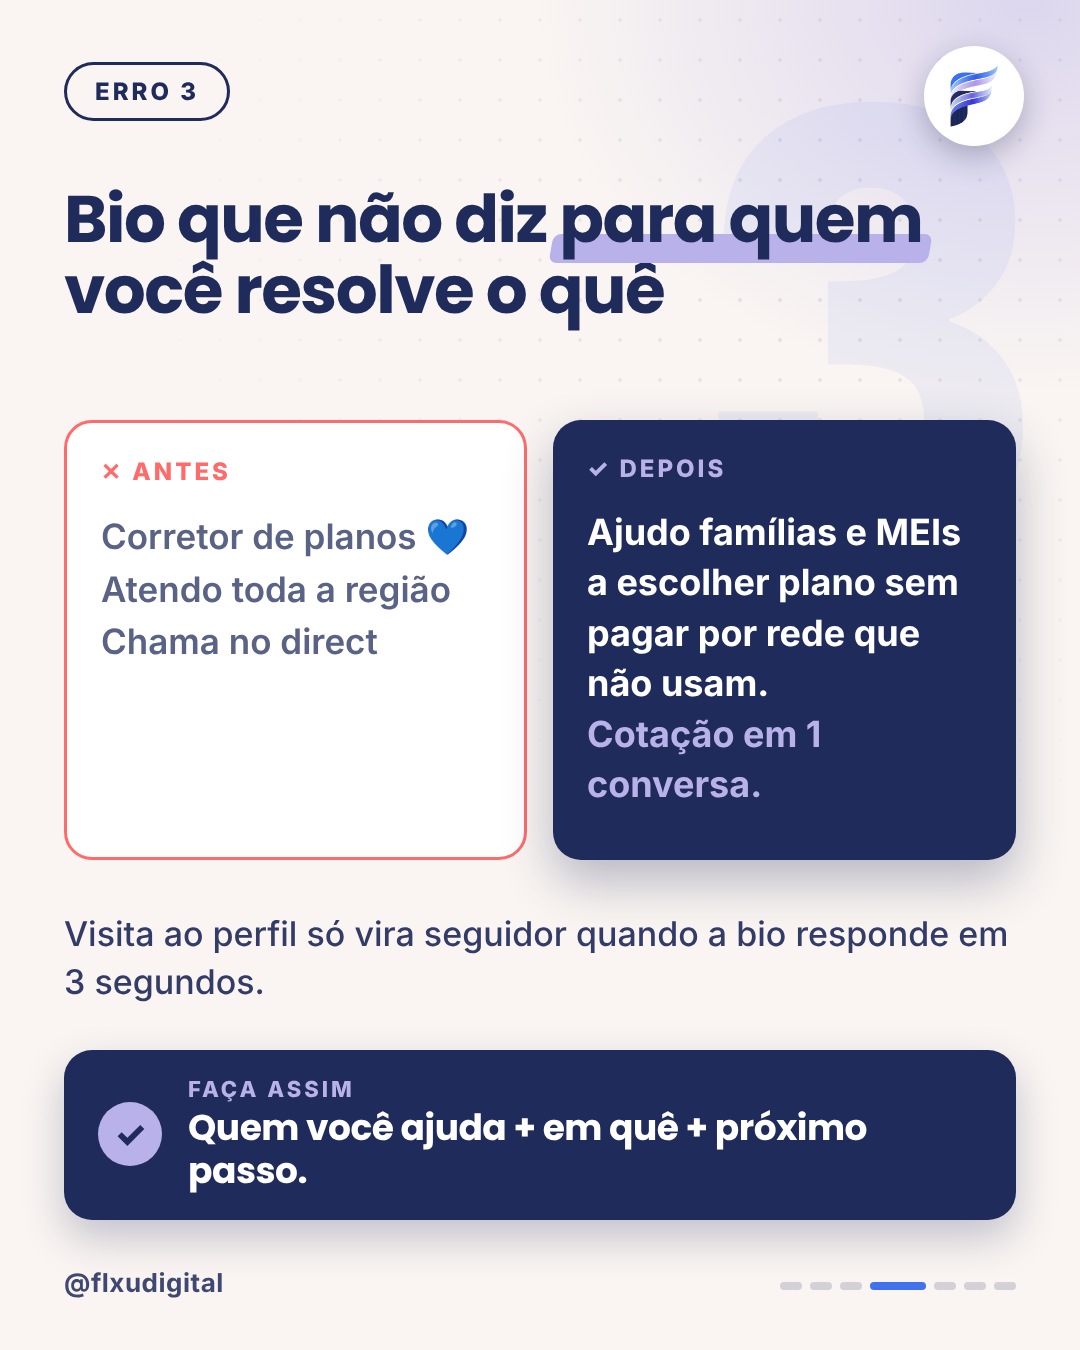 ERRO 3
3
Bio que não diz para quem
você resolve o quê
✕ ANTES
Corretor de planos 💙
Atendo toda a região
Chama no direct
✓ DEPOIS
Ajudo famílias e MEIs
a escolher plano sem
pagar por rede que
não usam.
Cotação em 1
conversa.
Visita ao perfil só vira seguidor quando a bio responde em
3 segundos.
FAÇA ASSIM
Quem você ajuda + em quê + próximo
passo.
@flxudigital